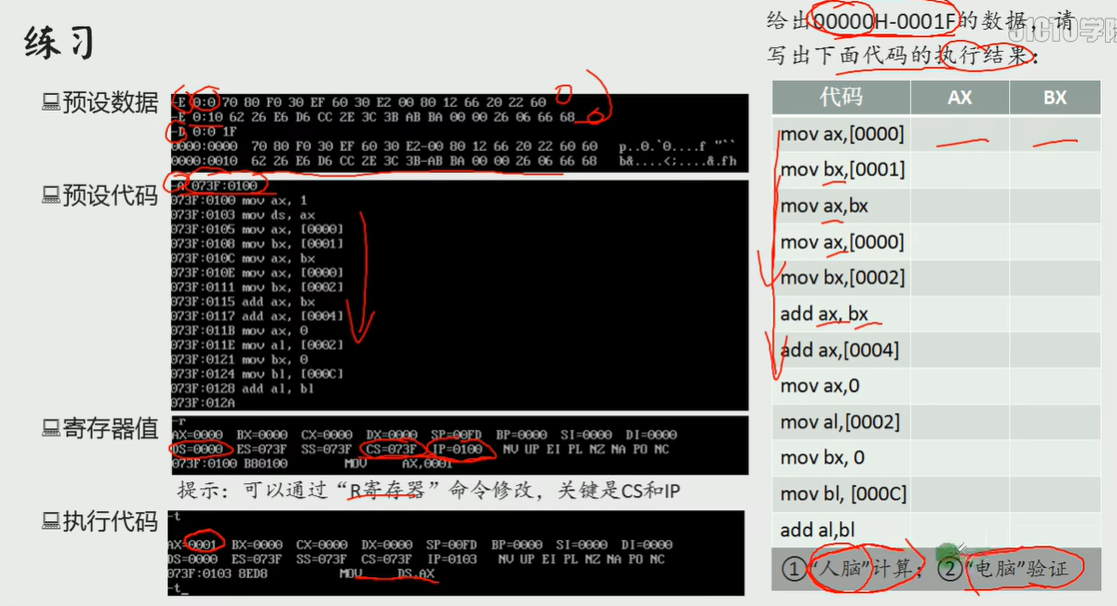 练习
给出00000H-0001F的数据，请
写出下面代码的执行结果：
51CTO学院
预设数据
-E 0:0 70 80 F0 30 EF 60 30 E2 00 80 12 66 20 22 60
-E 0:10 62 26 E6 D6 CC 2E 3C 3B AB BA 00 00 26 06 66 68
-D 0:0 1F
0000:0000 70 80 F0 30 EF 60 30 E2-00 80 12 66 20 22 60 60 p..0.`0....f "``
0000:0010 62 26 E6 D6 CC 2E 3C 3B-AB BA 00 00 26 06 66 68 b&....<;....&.fh
预设代码
-A 073F:0100
073F:0100 mov ax, 1
073F:0103 mov ds, ax
073F:0105 mov ax, [0000]
073F:0108 mov bx, [0001]
073F:010C mov ax, bx
073F:010E mov ax, [0000]
073F:0111 mov bx, [0002]
073F:0115 add ax, bx
073F:0117 add ax, [0004]
073F:011B mov ax, 0
073F:011E mov al, [0002]
073F:0121 mov bx, 0
073F:0124 mov bl, [000C]
073F:0128 add al, bl
073F:012A
寄存器值
-r
AX=0000 BX=0000 CX=0000 DX=0000 SP=00FD BP=0000 SI=0000 DI=0000
DS=0000 ES=073F SS=073F CS=073F IP=0100 NV UP EI PL NZ NA PO NC
073F:0100 B80100 MOV AX,0001
提示：可以通过“R寄存器”命令修改，关键是CS和IP
执行代码
-t
AX=0001 BX=0000 CX=0000 DX=0000 SP=00FD BP=0000 SI=0000 DI=0000
DS=0000 ES=073F SS=073F CS=073F IP=0103 NV UP EI PL NZ NA PO NC
073F:0103 8ED8 MOV DS,AX
-t_
代码 AX BX
mov ax,[0000]
mov bx,[0001]
mov ax,bx
mov ax,[0000]
mov bx,[0002]
add ax,bx
add ax,[0004]
mov ax,0
mov al,[0002]
mov bx, 0
mov bl, [000C]
add al,bl
①“人脑”计算；②“电脑”验证